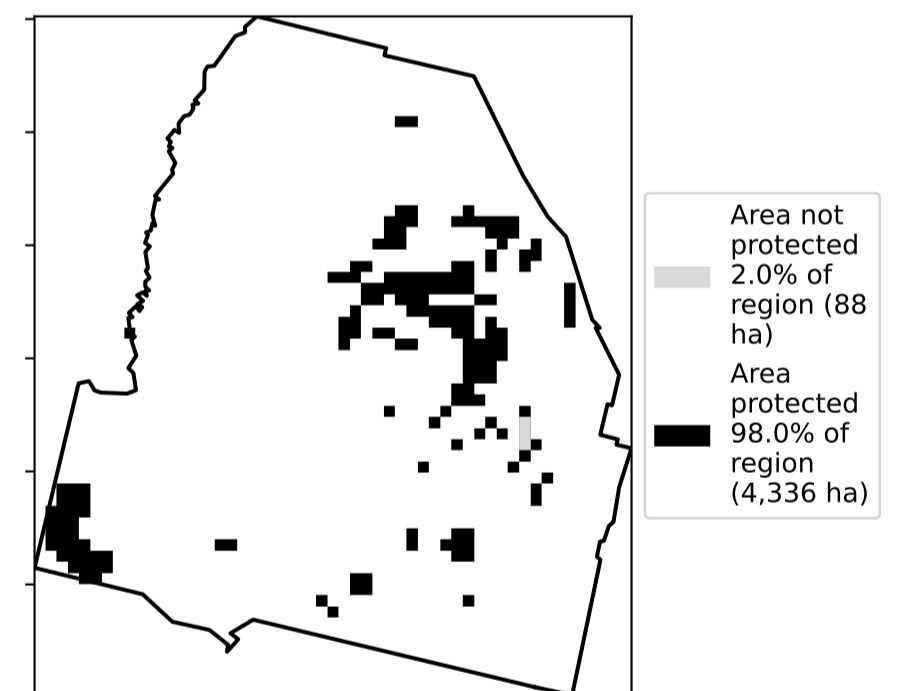 Area not
protected
2.0% of
region (88
ha)
Area
protected
98.0% of
region
(4,336 ha)